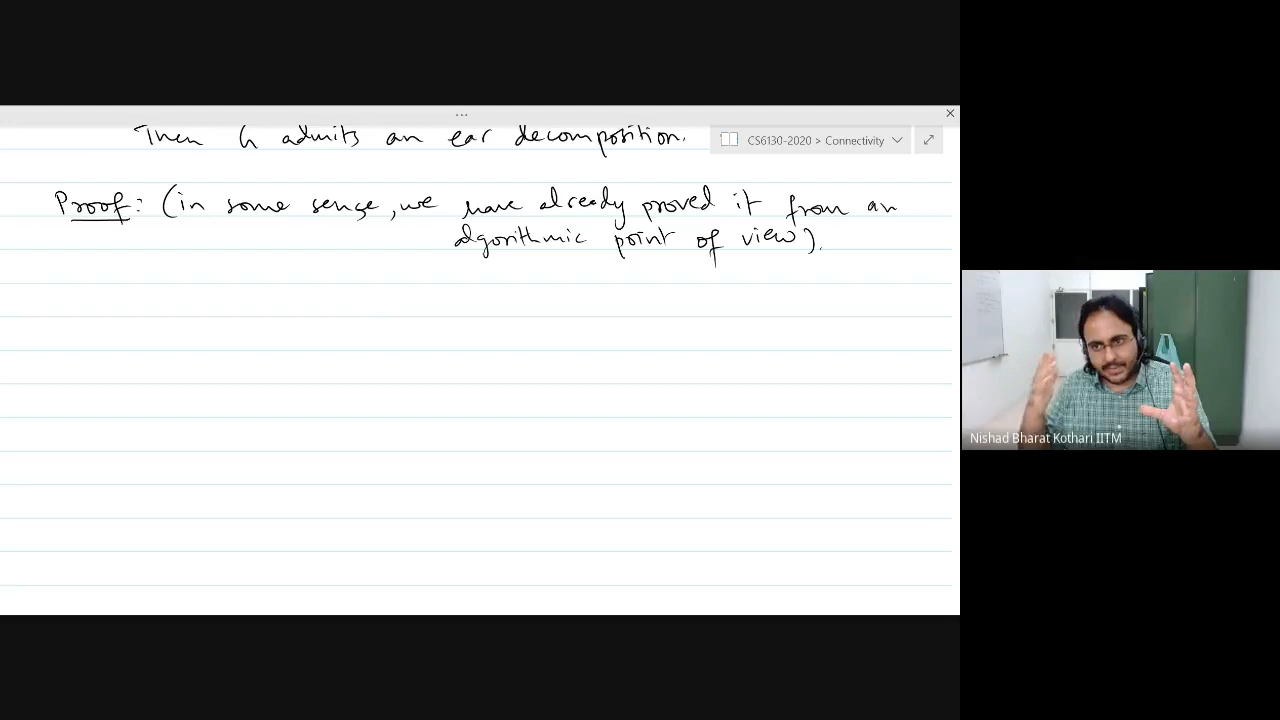 Then G admits an ear decomposition.
CS6130-2020 > Connectivity
Proof: (in some sense, we have already proved it from an
algorithmic point of view).
Nishad Bharat Kothari IITM